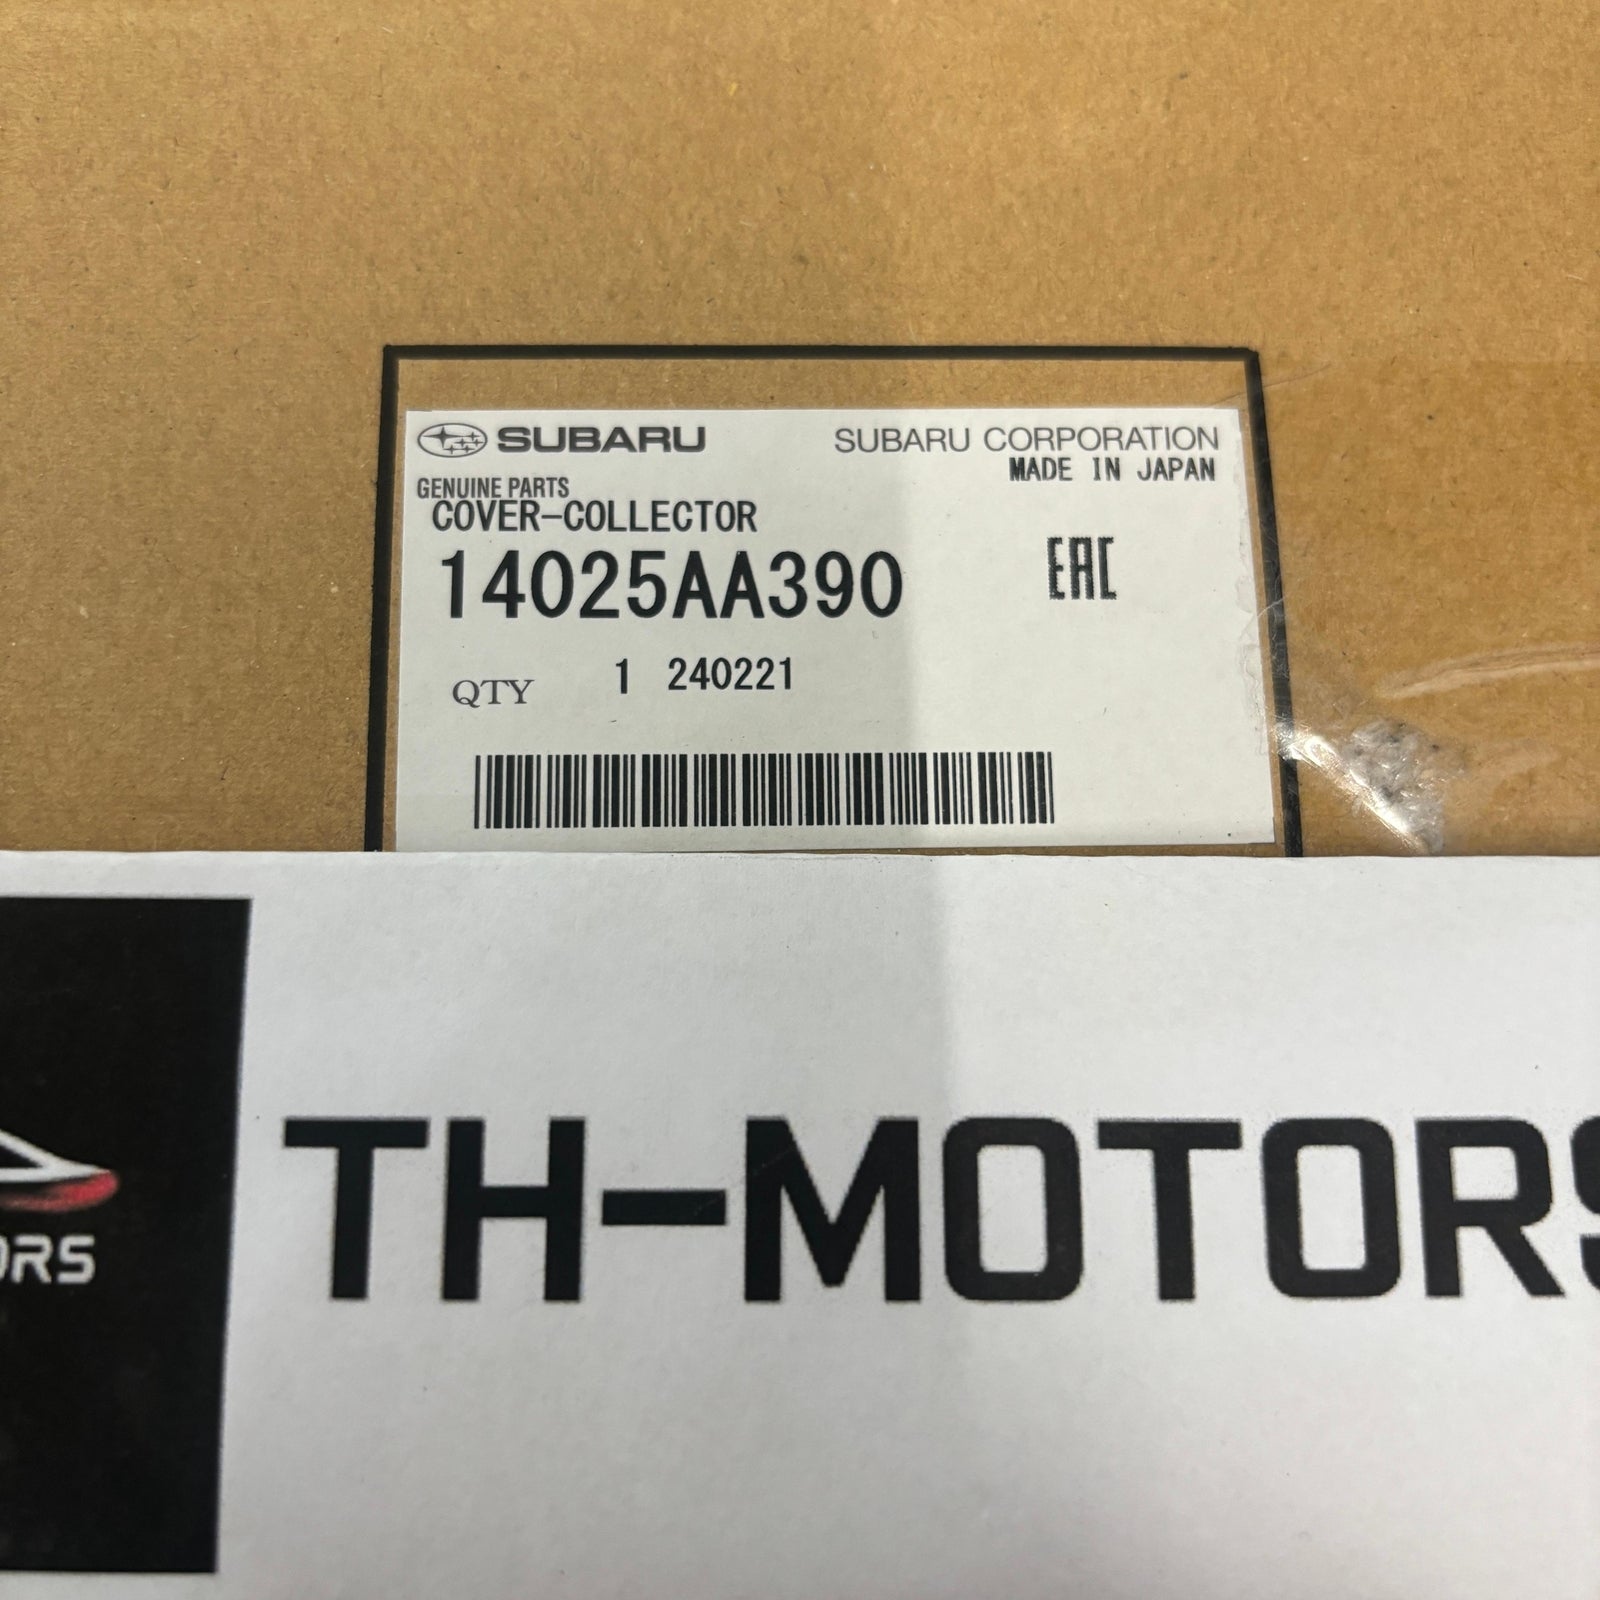 SUBARU SUBARU CORPORATION
MADE IN JAPAN
GENUINE PARTS
COVER-COLLECTOR
14025AA390 EAC
QTY 1 240221
TH-MOTORS
ORS